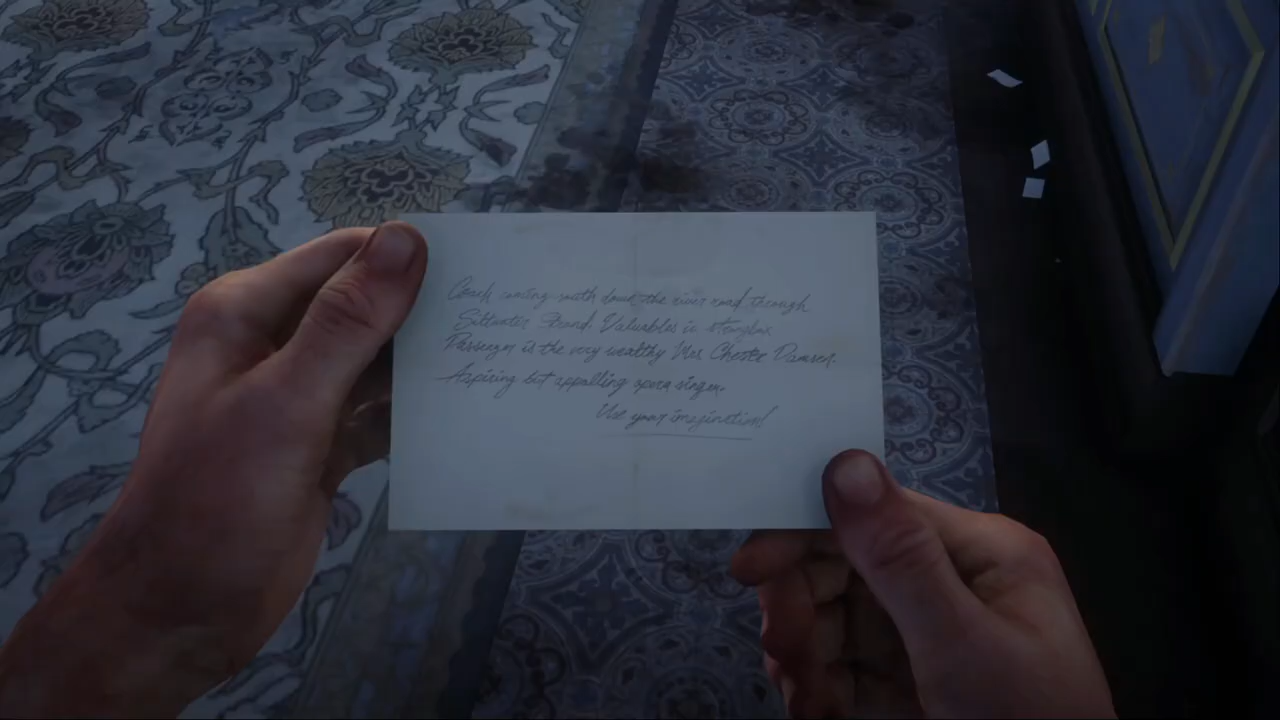 Coach coming south down the river road through
Saltwater Strand. Valuables in strongbox.
Passenger is the very wealthy Mrs Chester Damsen.
Aspiring but appalling opera singer.
Use your imagination!